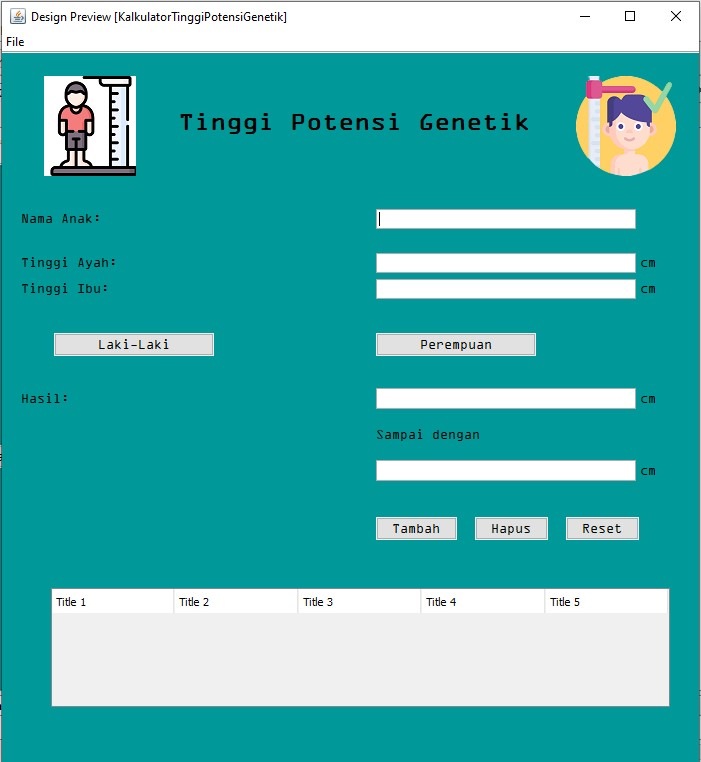 Design Preview [KalkulatorTinggiPotensiGenetik]
File
Tinggi Potensi Genetik
Nama Anak:
Tinggi Ayah: cm
Tinggi Ibu: cm
Laki-Laki Perempuan
Hasil: cm
Sampai dengan
cm
Tambah Hapus Reset
Title 1 Title 2 Title 3 Title 4 Title 5